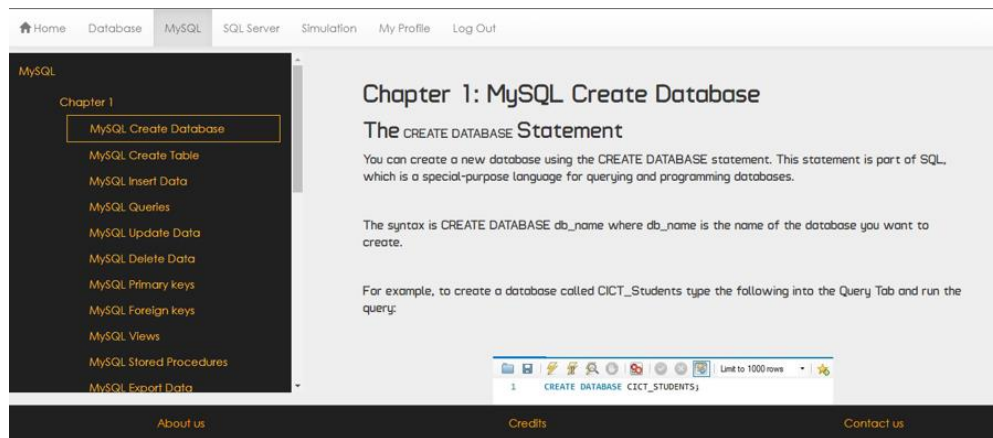 Home Database MySQL SQL Server Simulation My Profile Log Out
MySQL
Chapter 1
MySQL Create Database
MySQL Create Table
MySQL Insert Data
MySQL Queries
MySQL Update Data
MySQL Delete Data
MySQL Primary keys
MySQL Foreign keys
MySQL Views
MySQL Stored Procedures
MySQL Export Data
Chapter 1: MySQL Create Database
The CREATE DATABASE Statement
You can create a new database using the CREATE DATABASE statement. This statement is part of SQL,
which is a special-purpose language for querying and programming databases.
The syntax is CREATE DATABASE db_name where db_name is the name of the database you want to
create.
For example, to create a database called CICT_Students type the following into the Query Tab and run the
query:
Limit to 1000 rows
1 CREATE DATABASE CICT_STUDENTS;
About us Credits Contact us